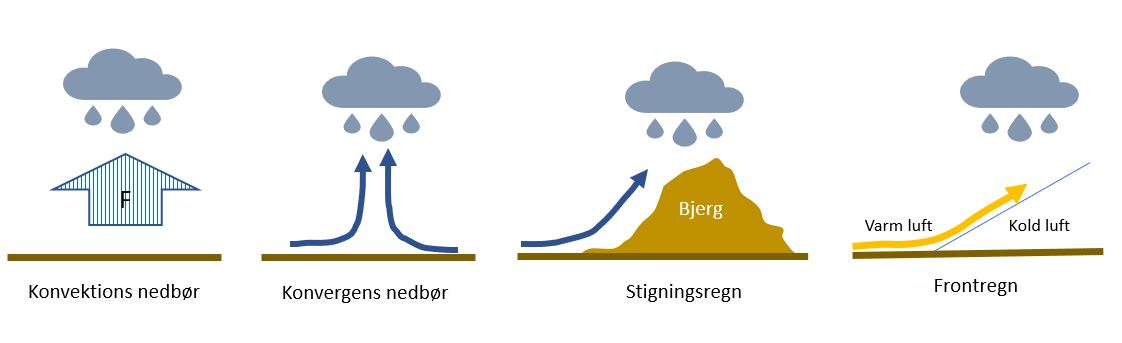 F
Konvektions nedbør
Konvergens nedbør
Bjerg
Stigningsregn
Varm luft
Kold luft
Frontregn